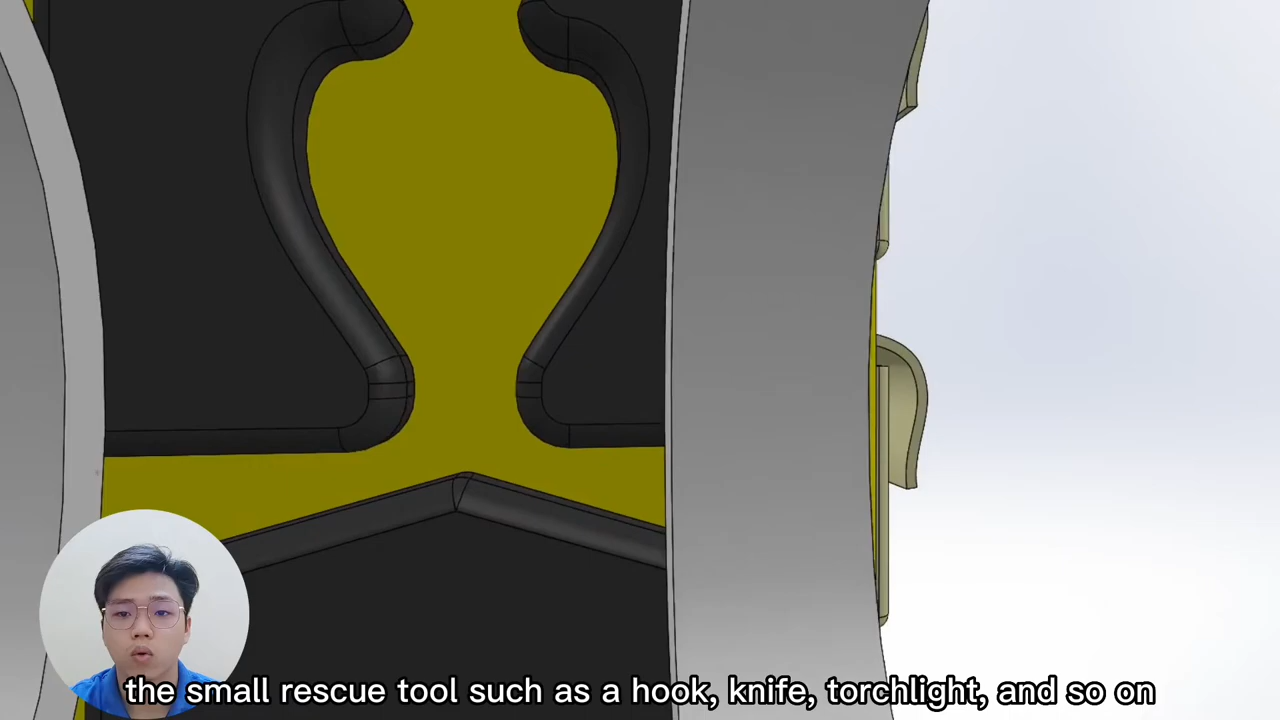 the small rescue tool such as a hook, knife, torchlight, and so on